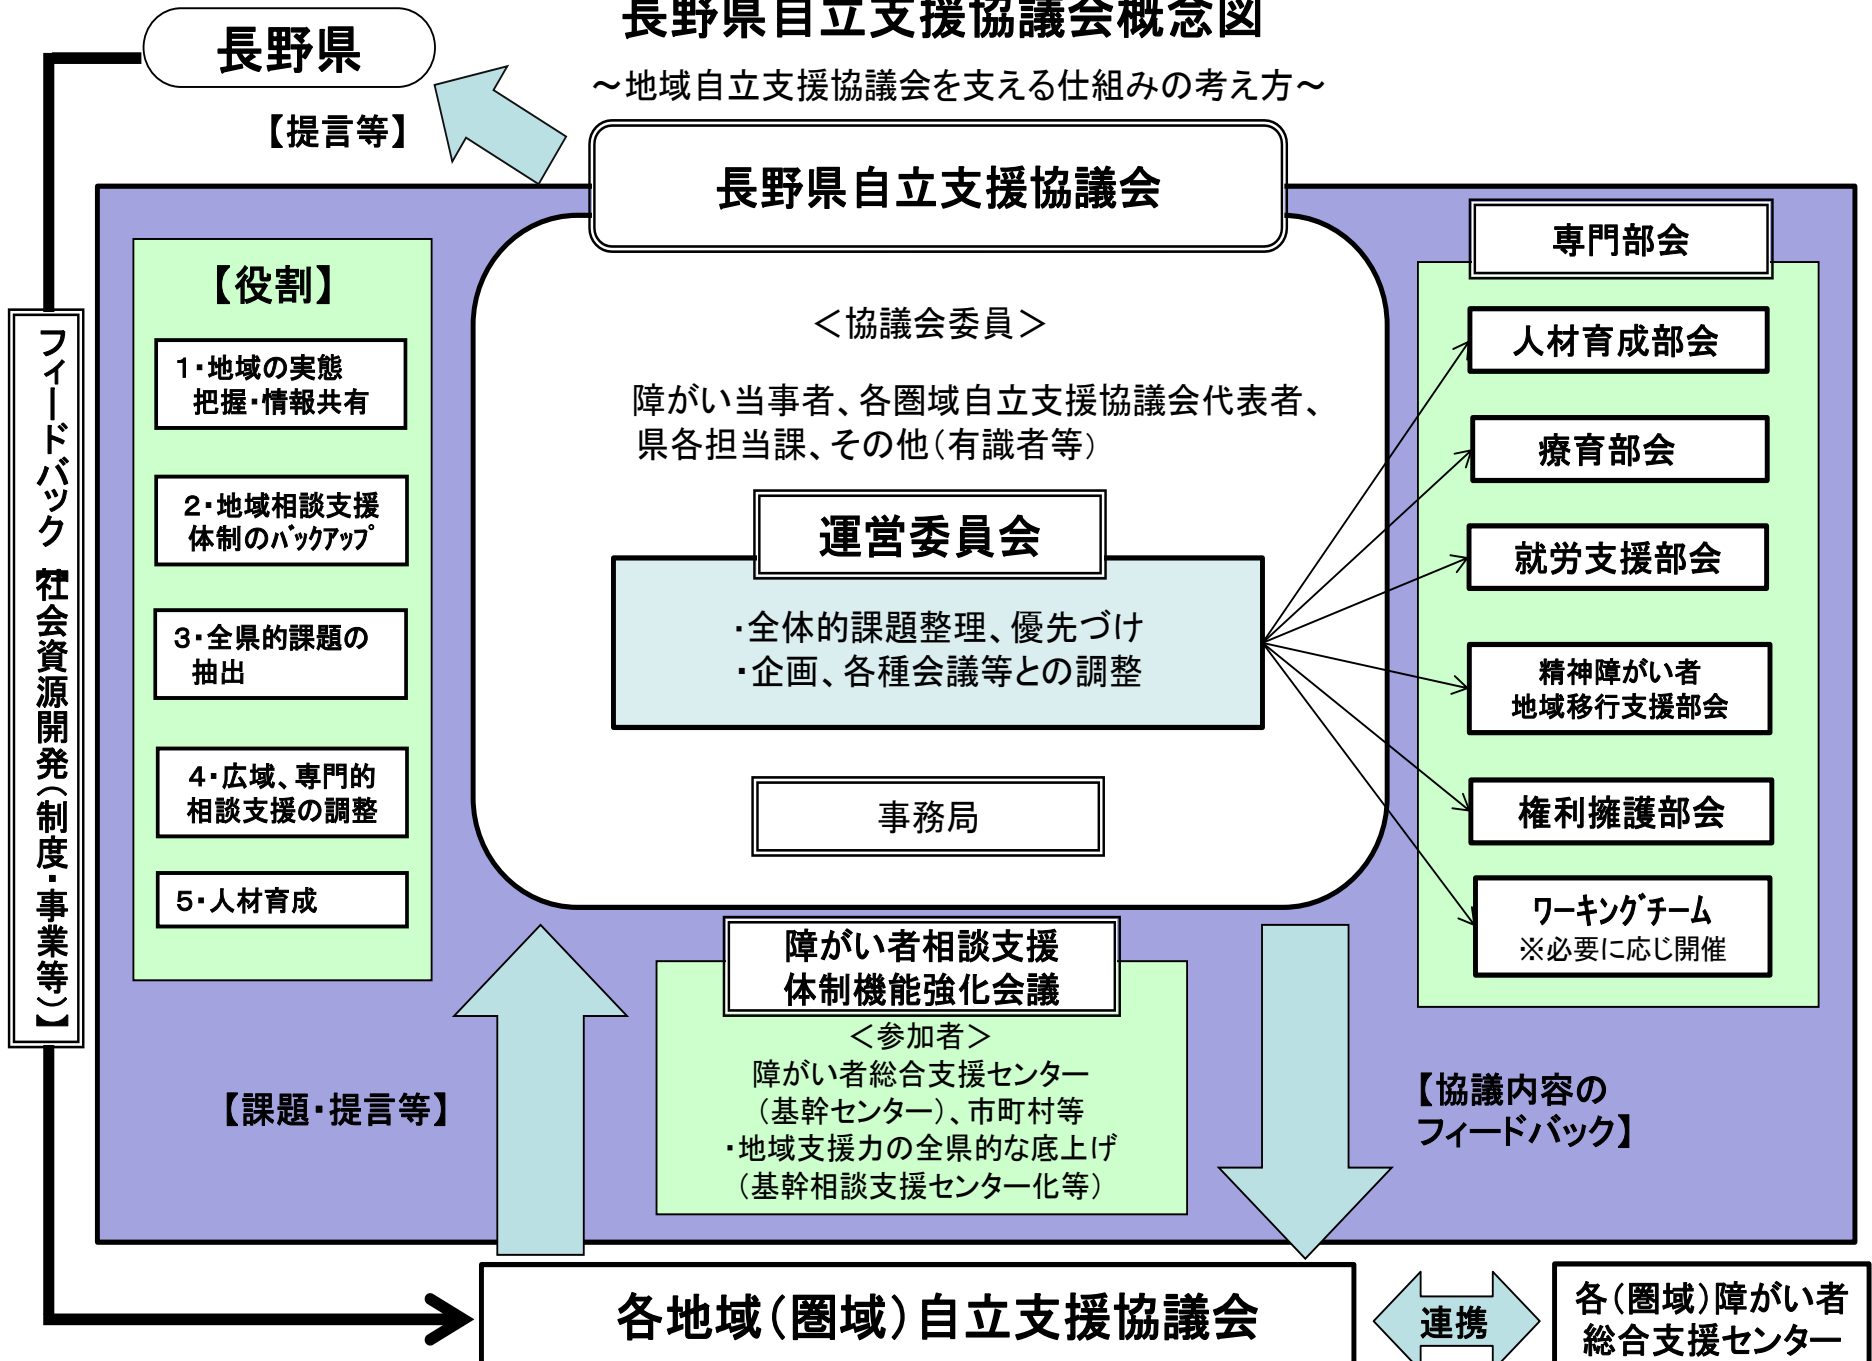 長野県自立支援協議会概念図
～地域自立支援協議会を支える仕組みの考え方～
長野県
【提言等】
長野県自立支援協議会
【役割】
1・地域の実態
把握・情報共有
2・地域相談支援
体制のﾊﾞｯｸｱｯﾌﾟ
3・全県的課題の
抽出
4・広域、専門的
相談支援の調整
5・人材育成
＜協議会委員＞
障がい当事者、各圏域自立支援協議会代表者、
県各担当課、その他（有識者等）
運営委員会
・全体的課題整理、優先づけ
・企画、各種会議等との調整
事務局
専門部会
人材育成部会
療育部会
就労支援部会
精神障がい者
地域移行支援部会
権利擁護部会
ﾜｰｷﾝｸﾞﾁｰﾑ
※必要に応じ開催
フィードバック【社会資源開発（制度・事業等）】
障がい者相談支援
体制機能強化会議
＜参加者＞
障がい者総合支援センター
（基幹センター）、市町村等
・地域支援力の全県的な底上げ
（基幹相談支援センター化等）
【課題・提言等】
【協議内容の
フィードバック】
各地域（圏域）自立支援協議会
連携
各（圏域）障がい者
総合支援センター